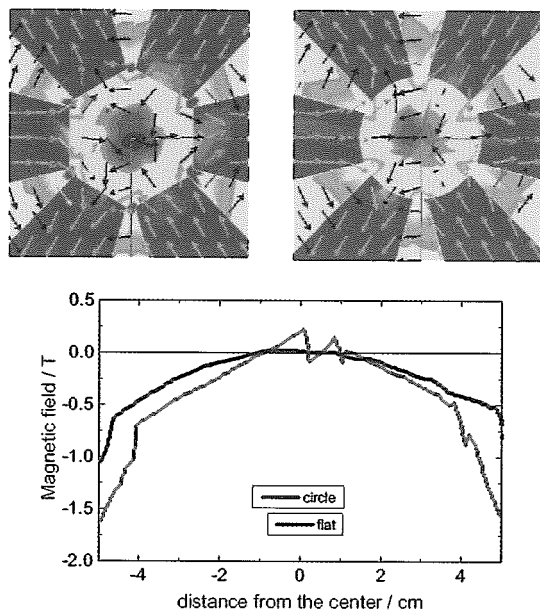 0.5
0.0
-0.5
-1.0
-1.5
-2.0
Magnetic field / T
circle
flat
-4
-2
0
2
4
distance from the center / cm